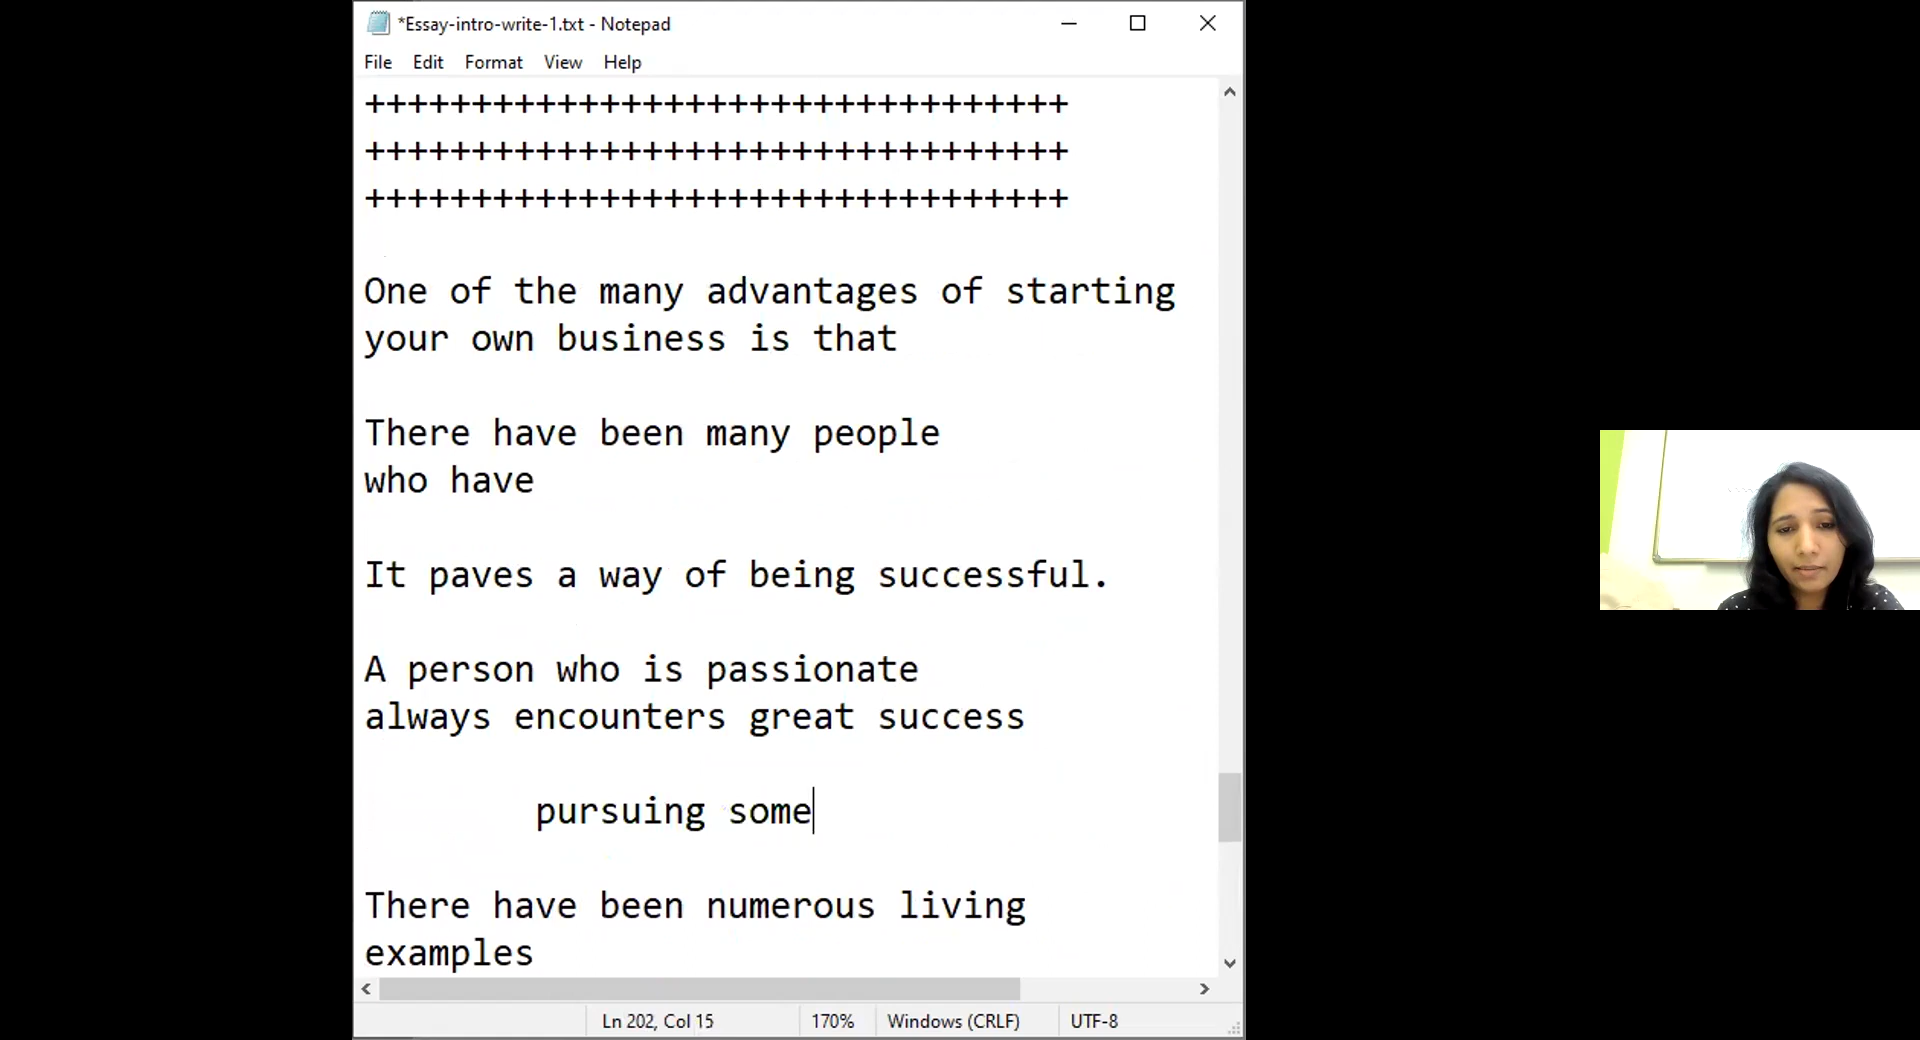 *Essay-intro-write-1.txt - Notepad
File Edit Format View Help
+++++++++++++++++++++++++++++++++
+++++++++++++++++++++++++++++++++
+++++++++++++++++++++++++++++++++
One of the many advantages of starting
your own business is that
There have been many people
who have
It paves a way of being successful.
A person who is passionate
always encounters great success
pursuing some
There have been numerous living
examples
Ln 202, Col 15 170% Windows (CRLF) UTF-8